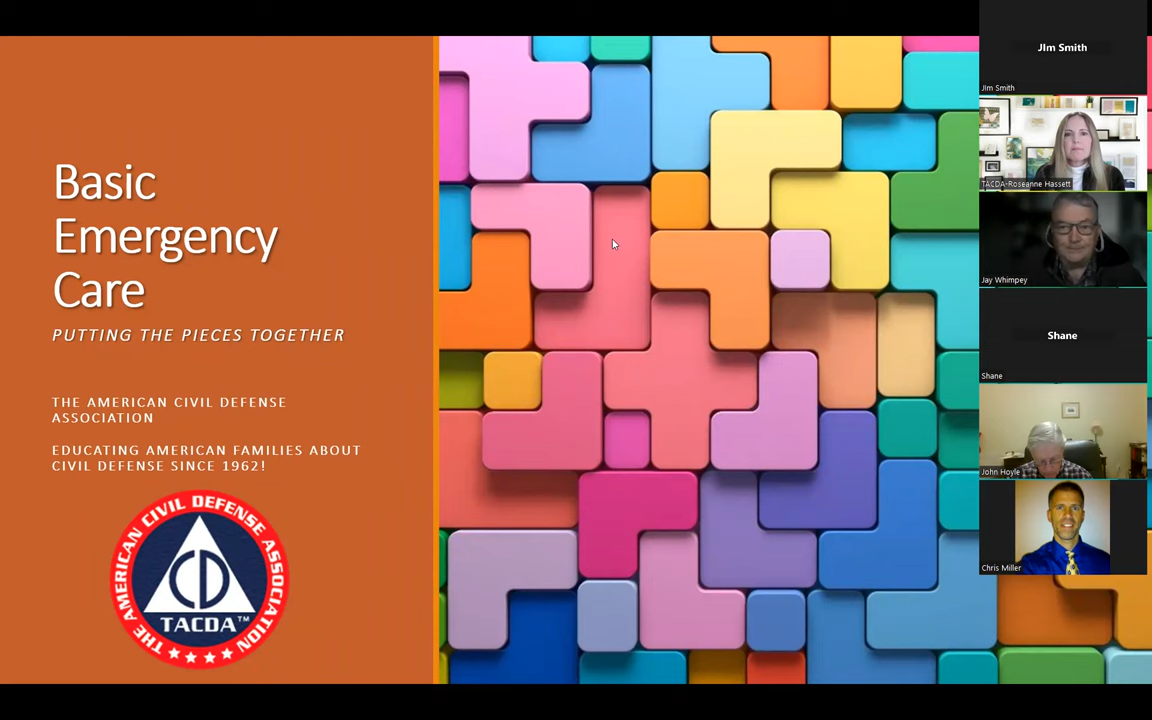 Basic
Emergency
Care
PUTTING THE PIECES TOGETHER
THE AMERICAN CIVIL DEFENSE
ASSOCIATION
EDUCATING AMERICAN FAMILIES ABOUT
CIVIL DEFENSE SINCE 1962!
THE AMERICAN CIVIL DEFENSE ASSOCIATION
CD
TACDA™
JIm Smith
JIm Smith
TACDA-Roseanne Hassett
Jay Whimpey
Shane
Shane
John Hoyle
Chris Miller